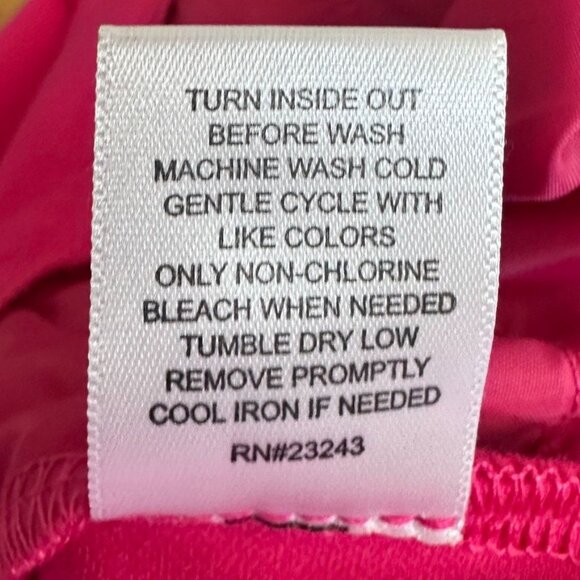 TURN INSIDE OUT
BEFORE WASH
MACHINE WASH COLD
GENTLE CYCLE WITH
LIKE COLORS
ONLY NON-CHLORINE
BLEACH WHEN NEEDED
TUMBLE DRY LOW
REMOVE PROMPTLY
COOL IRON IF NEEDED
RN#23243